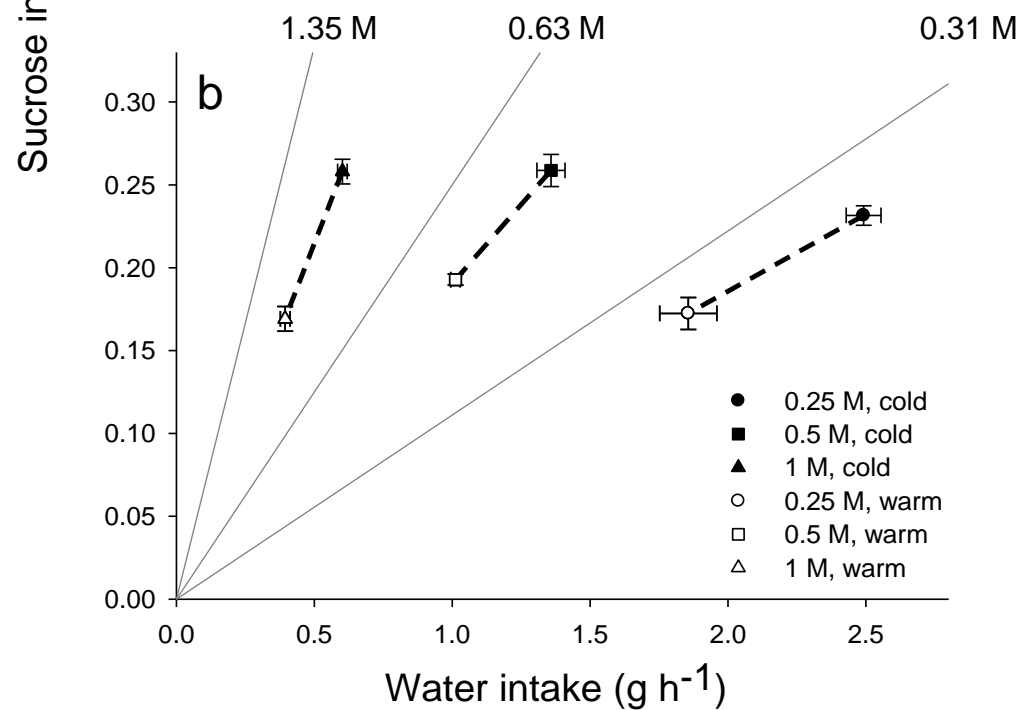 1.35 M 0.63 M 0.31 M
Sucrose in
b
0.30
0.25
0.20
0.15
0.10
0.05
0.00
0.25 M, cold
0.5 M, cold
1 M, cold
0.25 M, warm
0.5 M, warm
1 M, warm
0.0 0.5 1.0 1.5 2.0 2.5
Water intake (g h⁻¹)